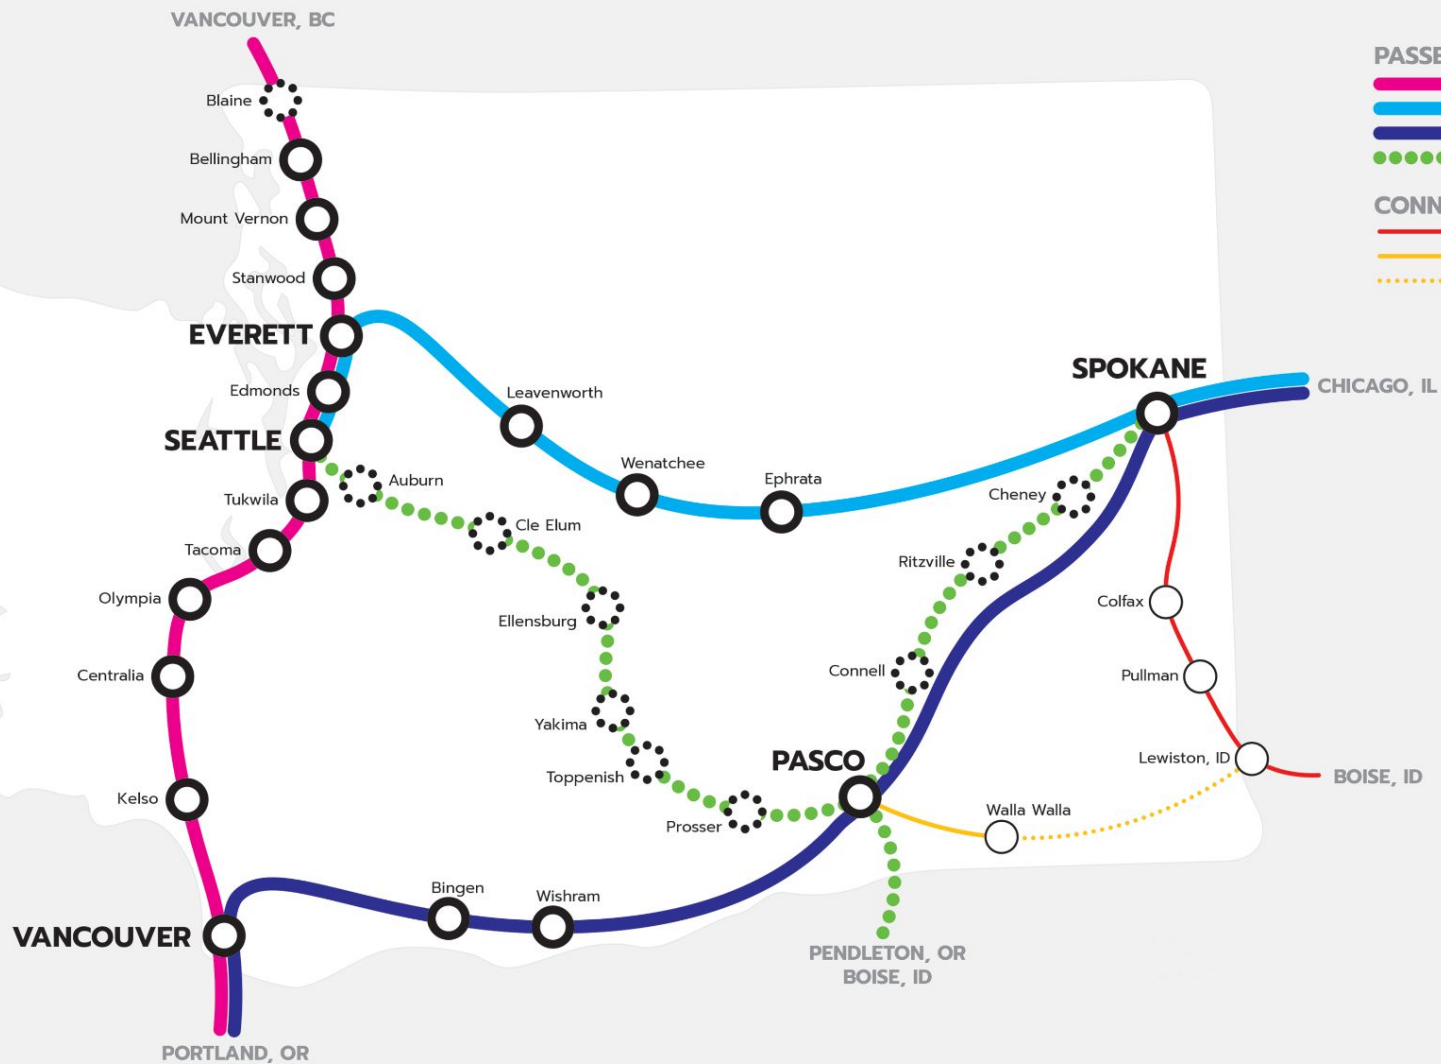 VANCOUVER, BC
PASSE
Blaine
Bellingham
CONN
Mount Vernon
Stanwood
EVERETT
SPOKANE
CHICAGO, IL
Edmonds
Leavenworth
SEATTLE
Wenatchee
Auburn
Ephrata
Cheney
Tukwila
Cle Elum
Tacoma
Ritzville
Olympia
Colfax
Ellensburg
Connell
Centralia
Pullman
Yakima
PASCO
Lewiston, ID
Toppenish
BOISE, ID
Kelso
Walla Walla
Prosser
Bingen
Wishram
VANCOUVER
PENDLETON, OR
BOISE, ID
PORTLAND, OR